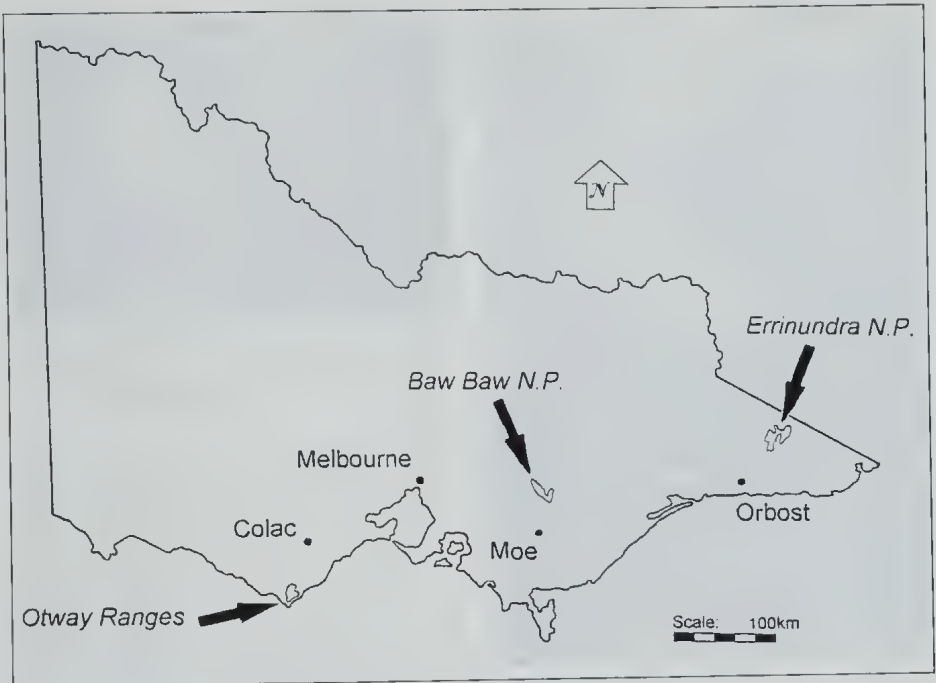 N
Errinundra N.P.
Baw Baw N.P.
Melbourne
Colac
Orbost
Moe
Otway Ranges
Scale: 100km